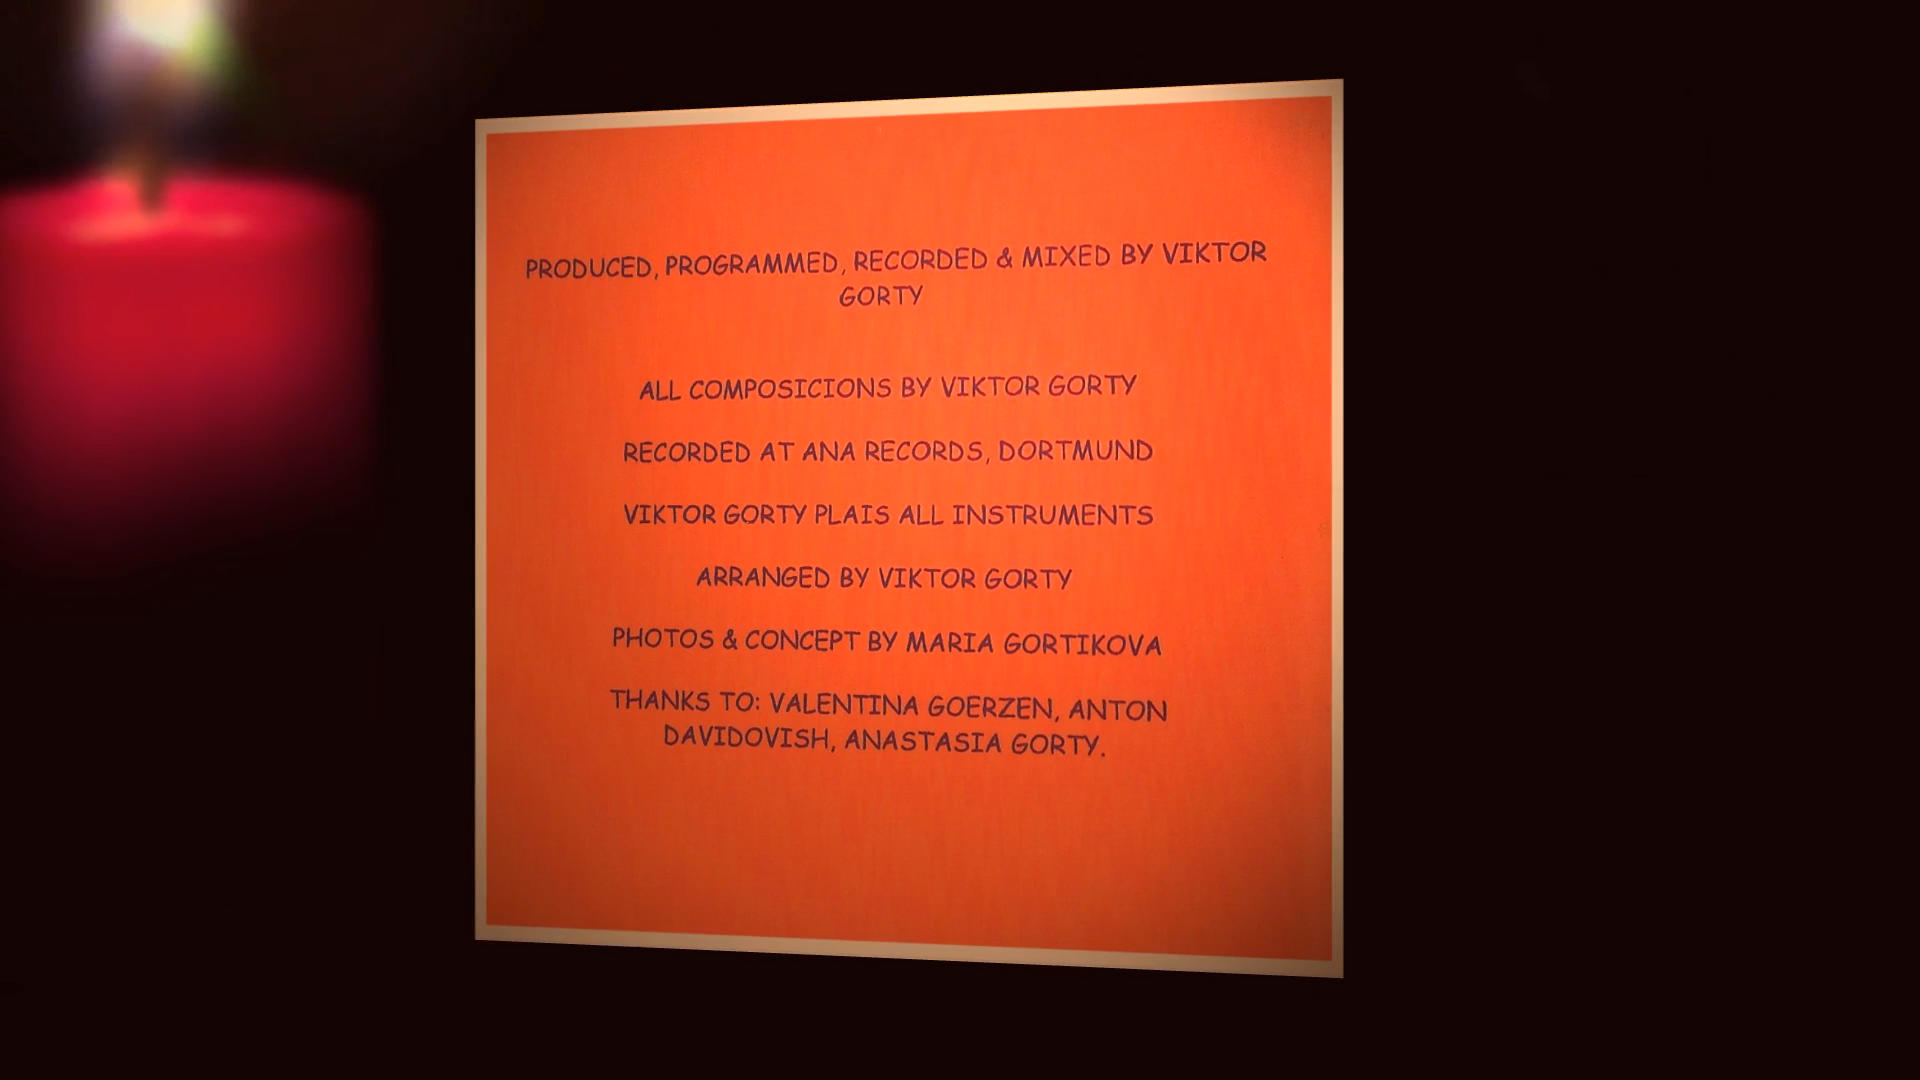 PRODUCED, PROGRAMMED, RECORDED & MIXED BY VIKTOR
GORTY
ALL COMPOSICIONS BY VIKTOR GORTY
RECORDED AT ANA RECORDS, DORTMUND
VIKTOR GORTY PLAIS ALL INSTRUMENTS
ARRANGED BY VIKTOR GORTY
PHOTOS & CONCEPT BY MARIA GORTIKOVA
THANKS TO: VALENTINA GOERZEN, ANTON
DAVIDOVISH, ANASTASIA GORTY.